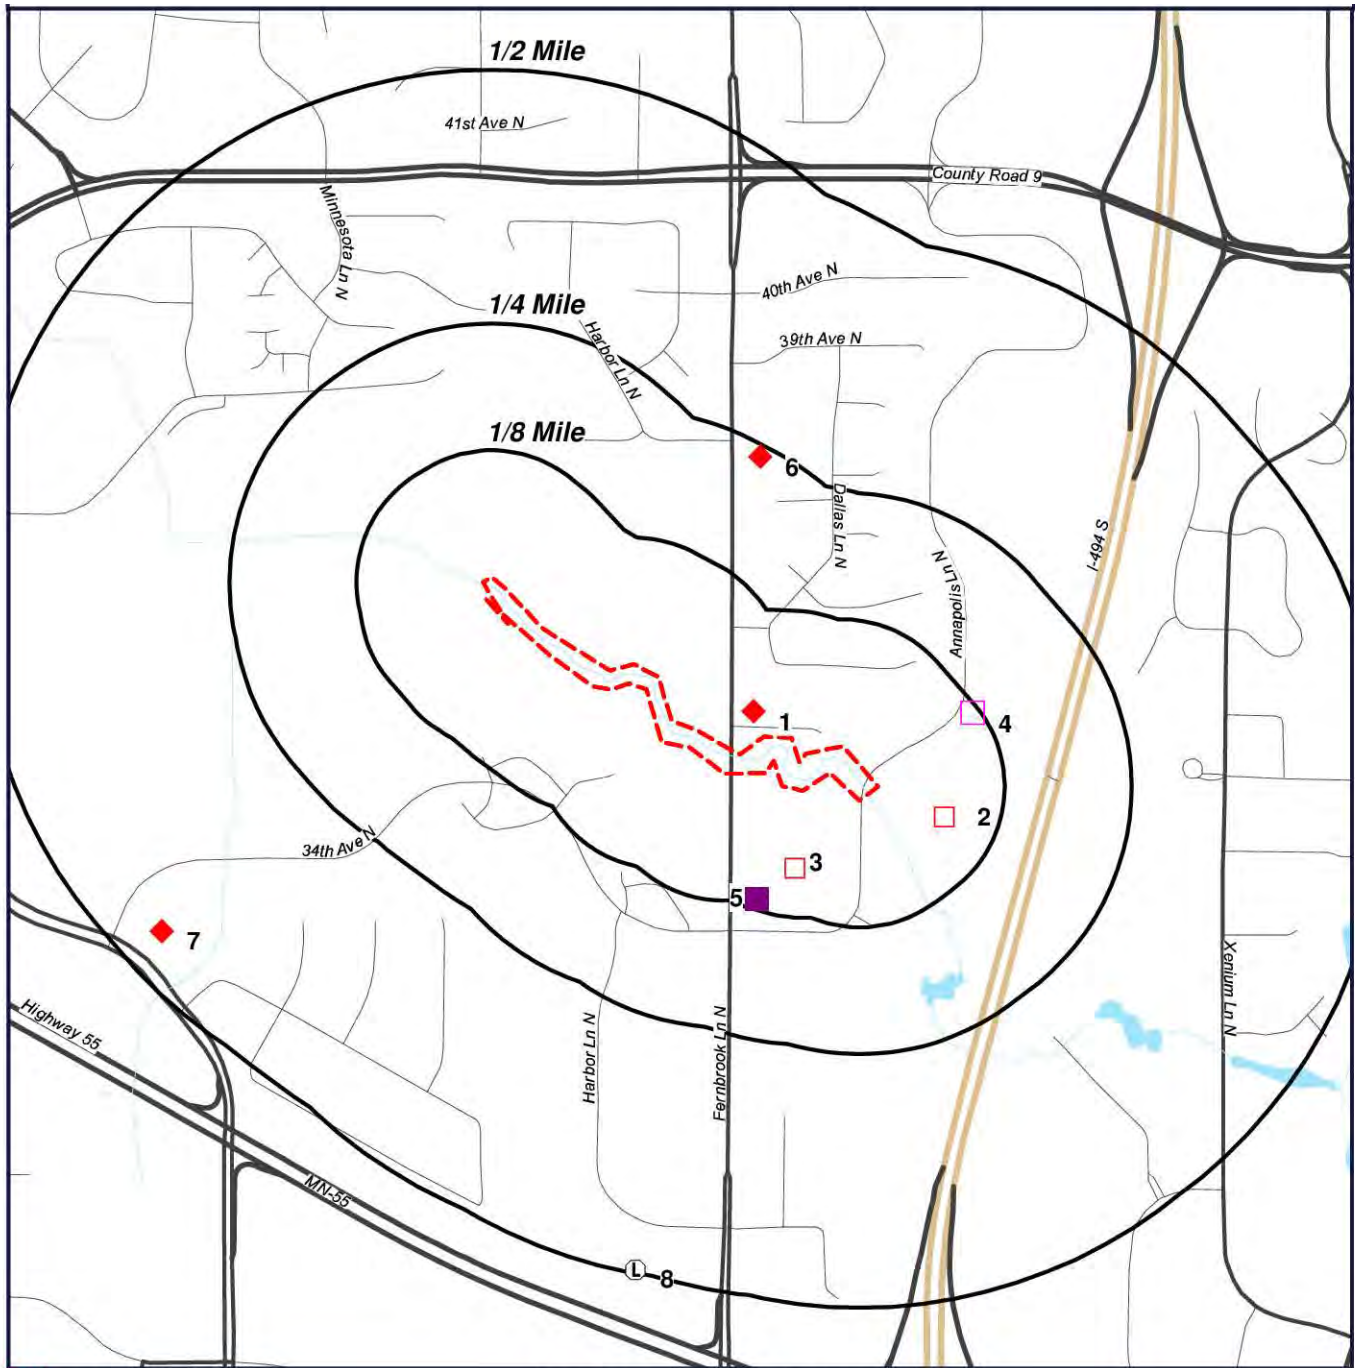 1/2 Mile
41st Ave N
County Road 9
Minnesota Ln N
40th Ave N
1/4 Mile
Harbor Ln N
39th Ave N
1/8 Mile
6
Dallas Ln N
I-494 S
Annapolis Ln N
1
4
2
34th Ave N
3
5
7
Xenium Ln N
Highway 55
Harbor Ln N
Fernbrook Ln N
MN-55
L
8